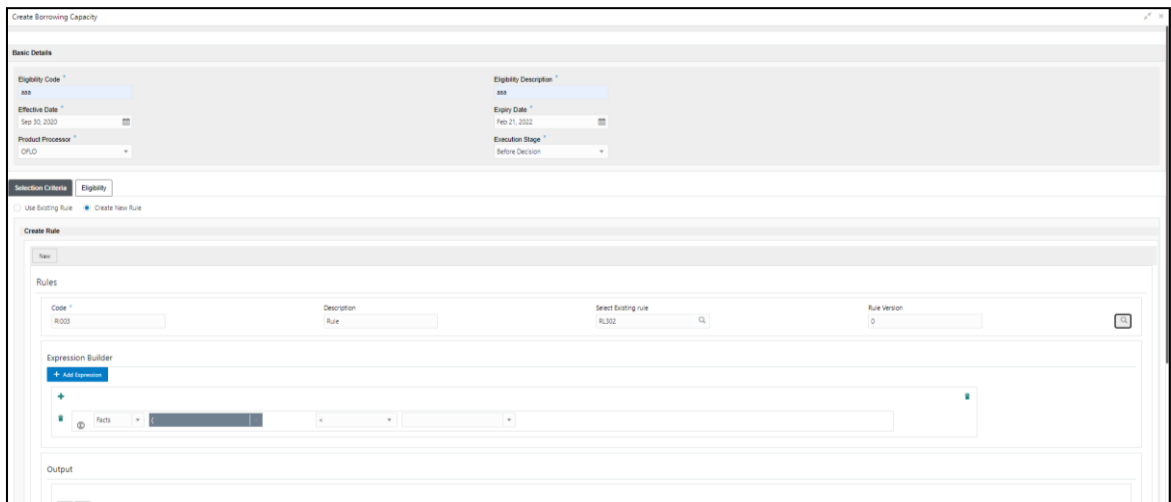 Create Borrowing Capacity
Basic Details
Eligibility Code *
aaa
Eligibility Description *
aaa
Effective Date *
Sep 30, 2020
Expiry Date *
Feb 21, 2022
Product Processor *
OFLO
Execution Stage *
Before Decision
Selection Criteria
Eligibility
Use Existing Rule
Create New Rule
Create Rule
New
Rules
Code *
Description
Select Existing rule
Rule Version
Rl003
Rule
RL302
0
Expression Builder
+ Add Expression
Facts
<
Output